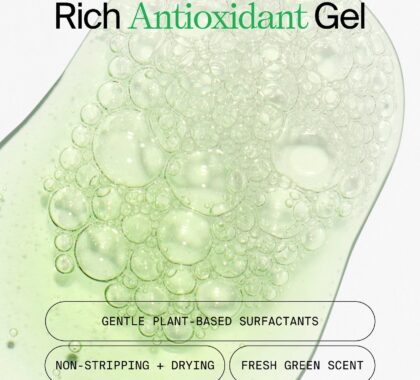 Rich Antioxidant Gel
GENTLE PLANT-BASED SURFACTANTS
NON-STRIPPING + DRYING
FRESH GREEN SCENT